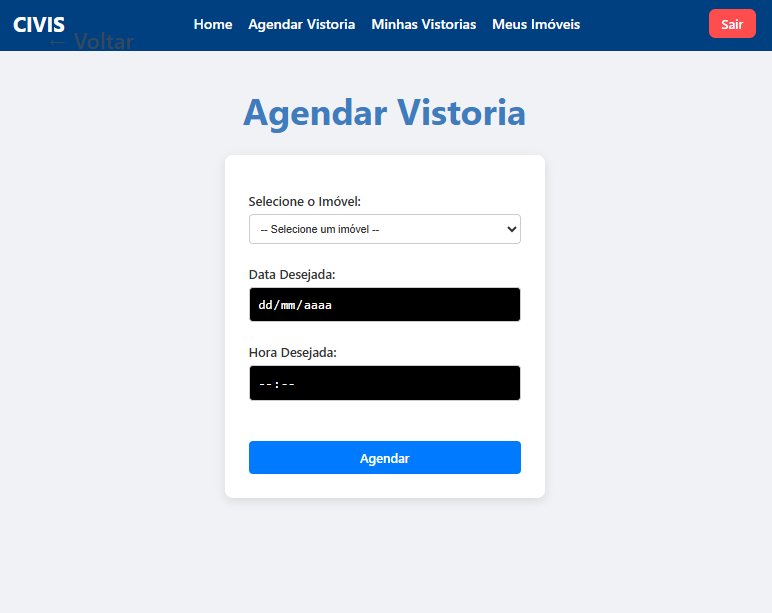 CIVIS
Home Agendar Vistoria Minhas Vistorias Meus Imóveis
Sair
← Voltar
Agendar Vistoria
Selecione o Imóvel:
-- Selecione um imóvel --
Data Desejada:
dd/mm/aaaa
Hora Desejada:
--:--
Agendar